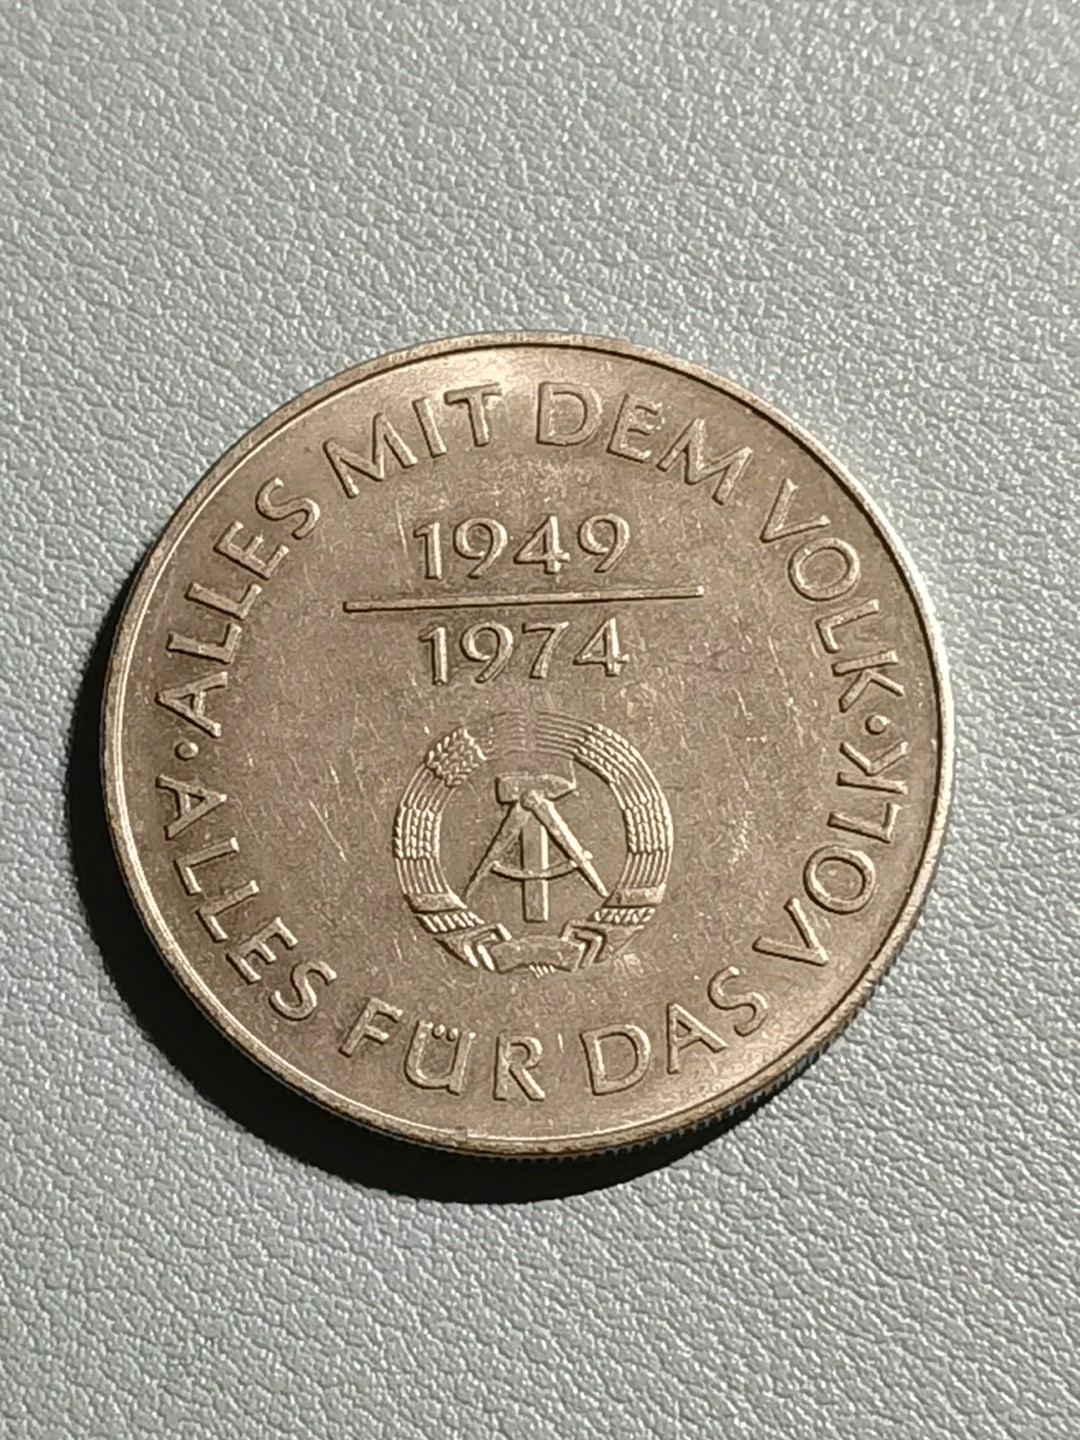 ALLES MIT DEM VOLK · ALLES FÜR DAS VOLK ·
1949
1974